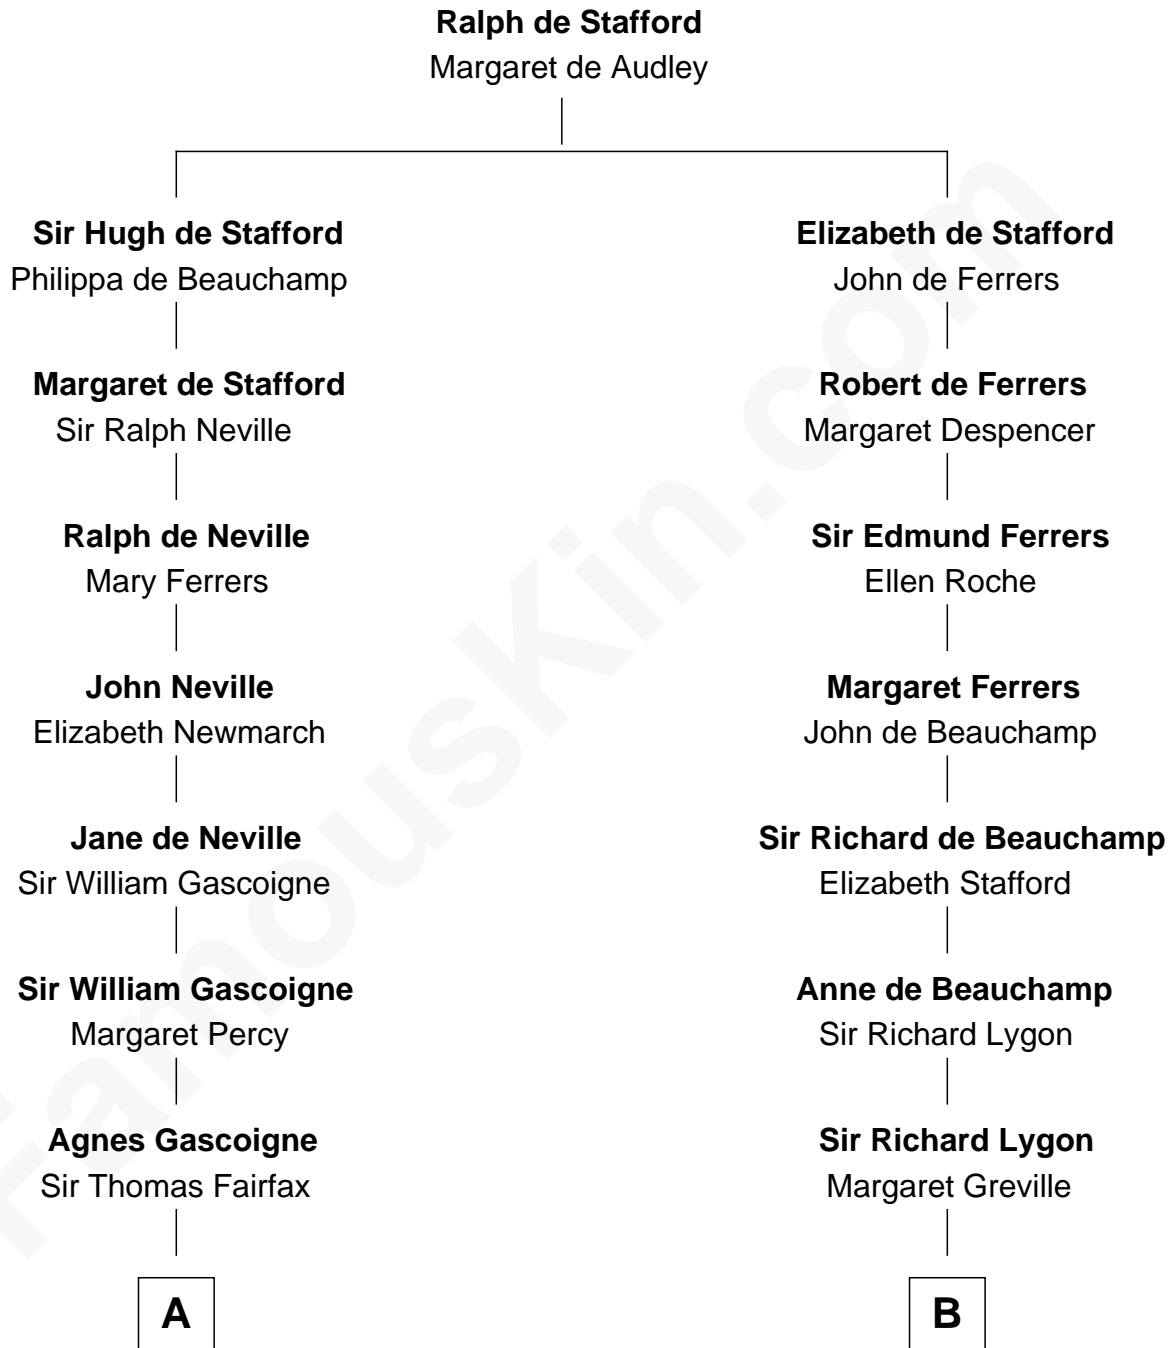 Ralph de Stafford
Margaret de Audley
Sir Hugh de Stafford
Philippa de Beauchamp
Margaret de Stafford
Sir Ralph Neville
Ralph de Neville
Mary Ferrers
John Neville
Elizabeth Newmarch
Jane de Neville
Sir William Gascoigne
Sir William Gascoigne
Margaret Percy
Agnes Gascoigne
Sir Thomas Fairfax
A
Elizabeth de Stafford
John de Ferrers
Robert de Ferrers
Margaret Despencer
Sir Edmund Ferrers
Ellen Roche
Margaret Ferrers
John de Beauchamp
Sir Richard de Beauchamp
Elizabeth Stafford
Anne de Beauchamp
Sir Richard Lygon
Sir Richard Lygon
Margaret Greville
B
FamousKin.com